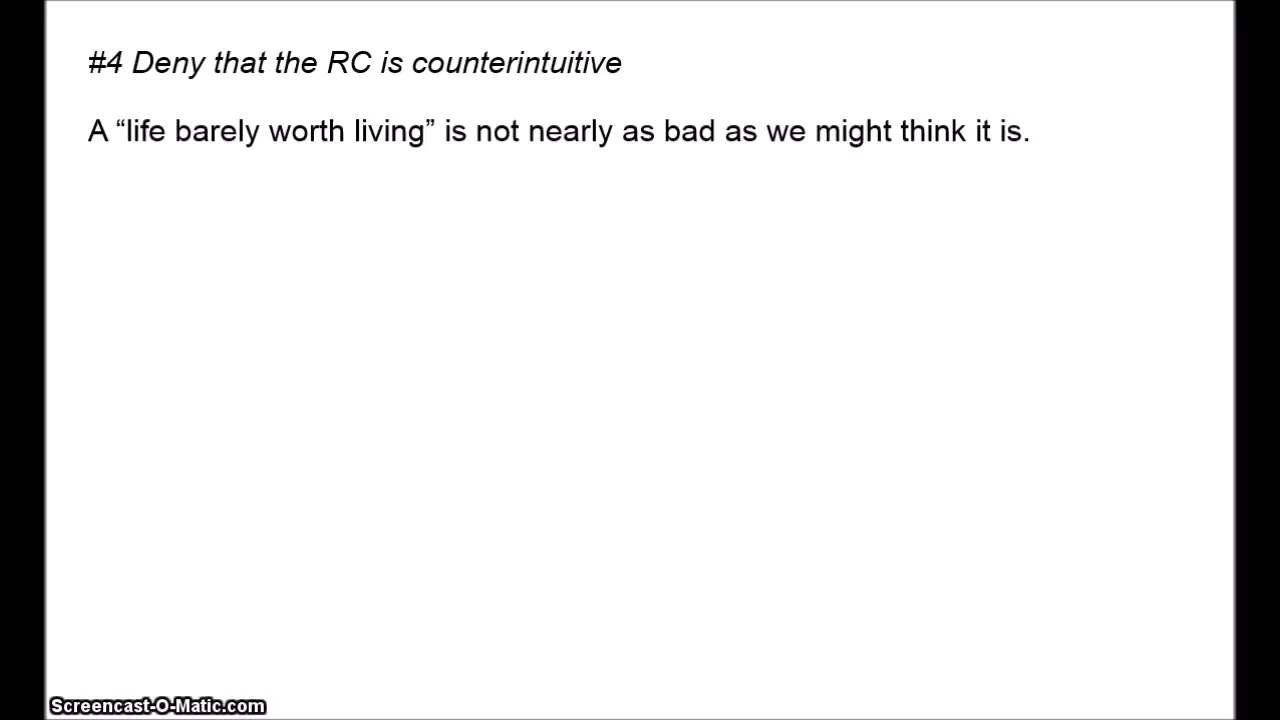 #4 Deny that the RC is counterintuitive
A “life barely worth living” is not nearly as bad as we might think it is.
Screencast-O-Matic.com